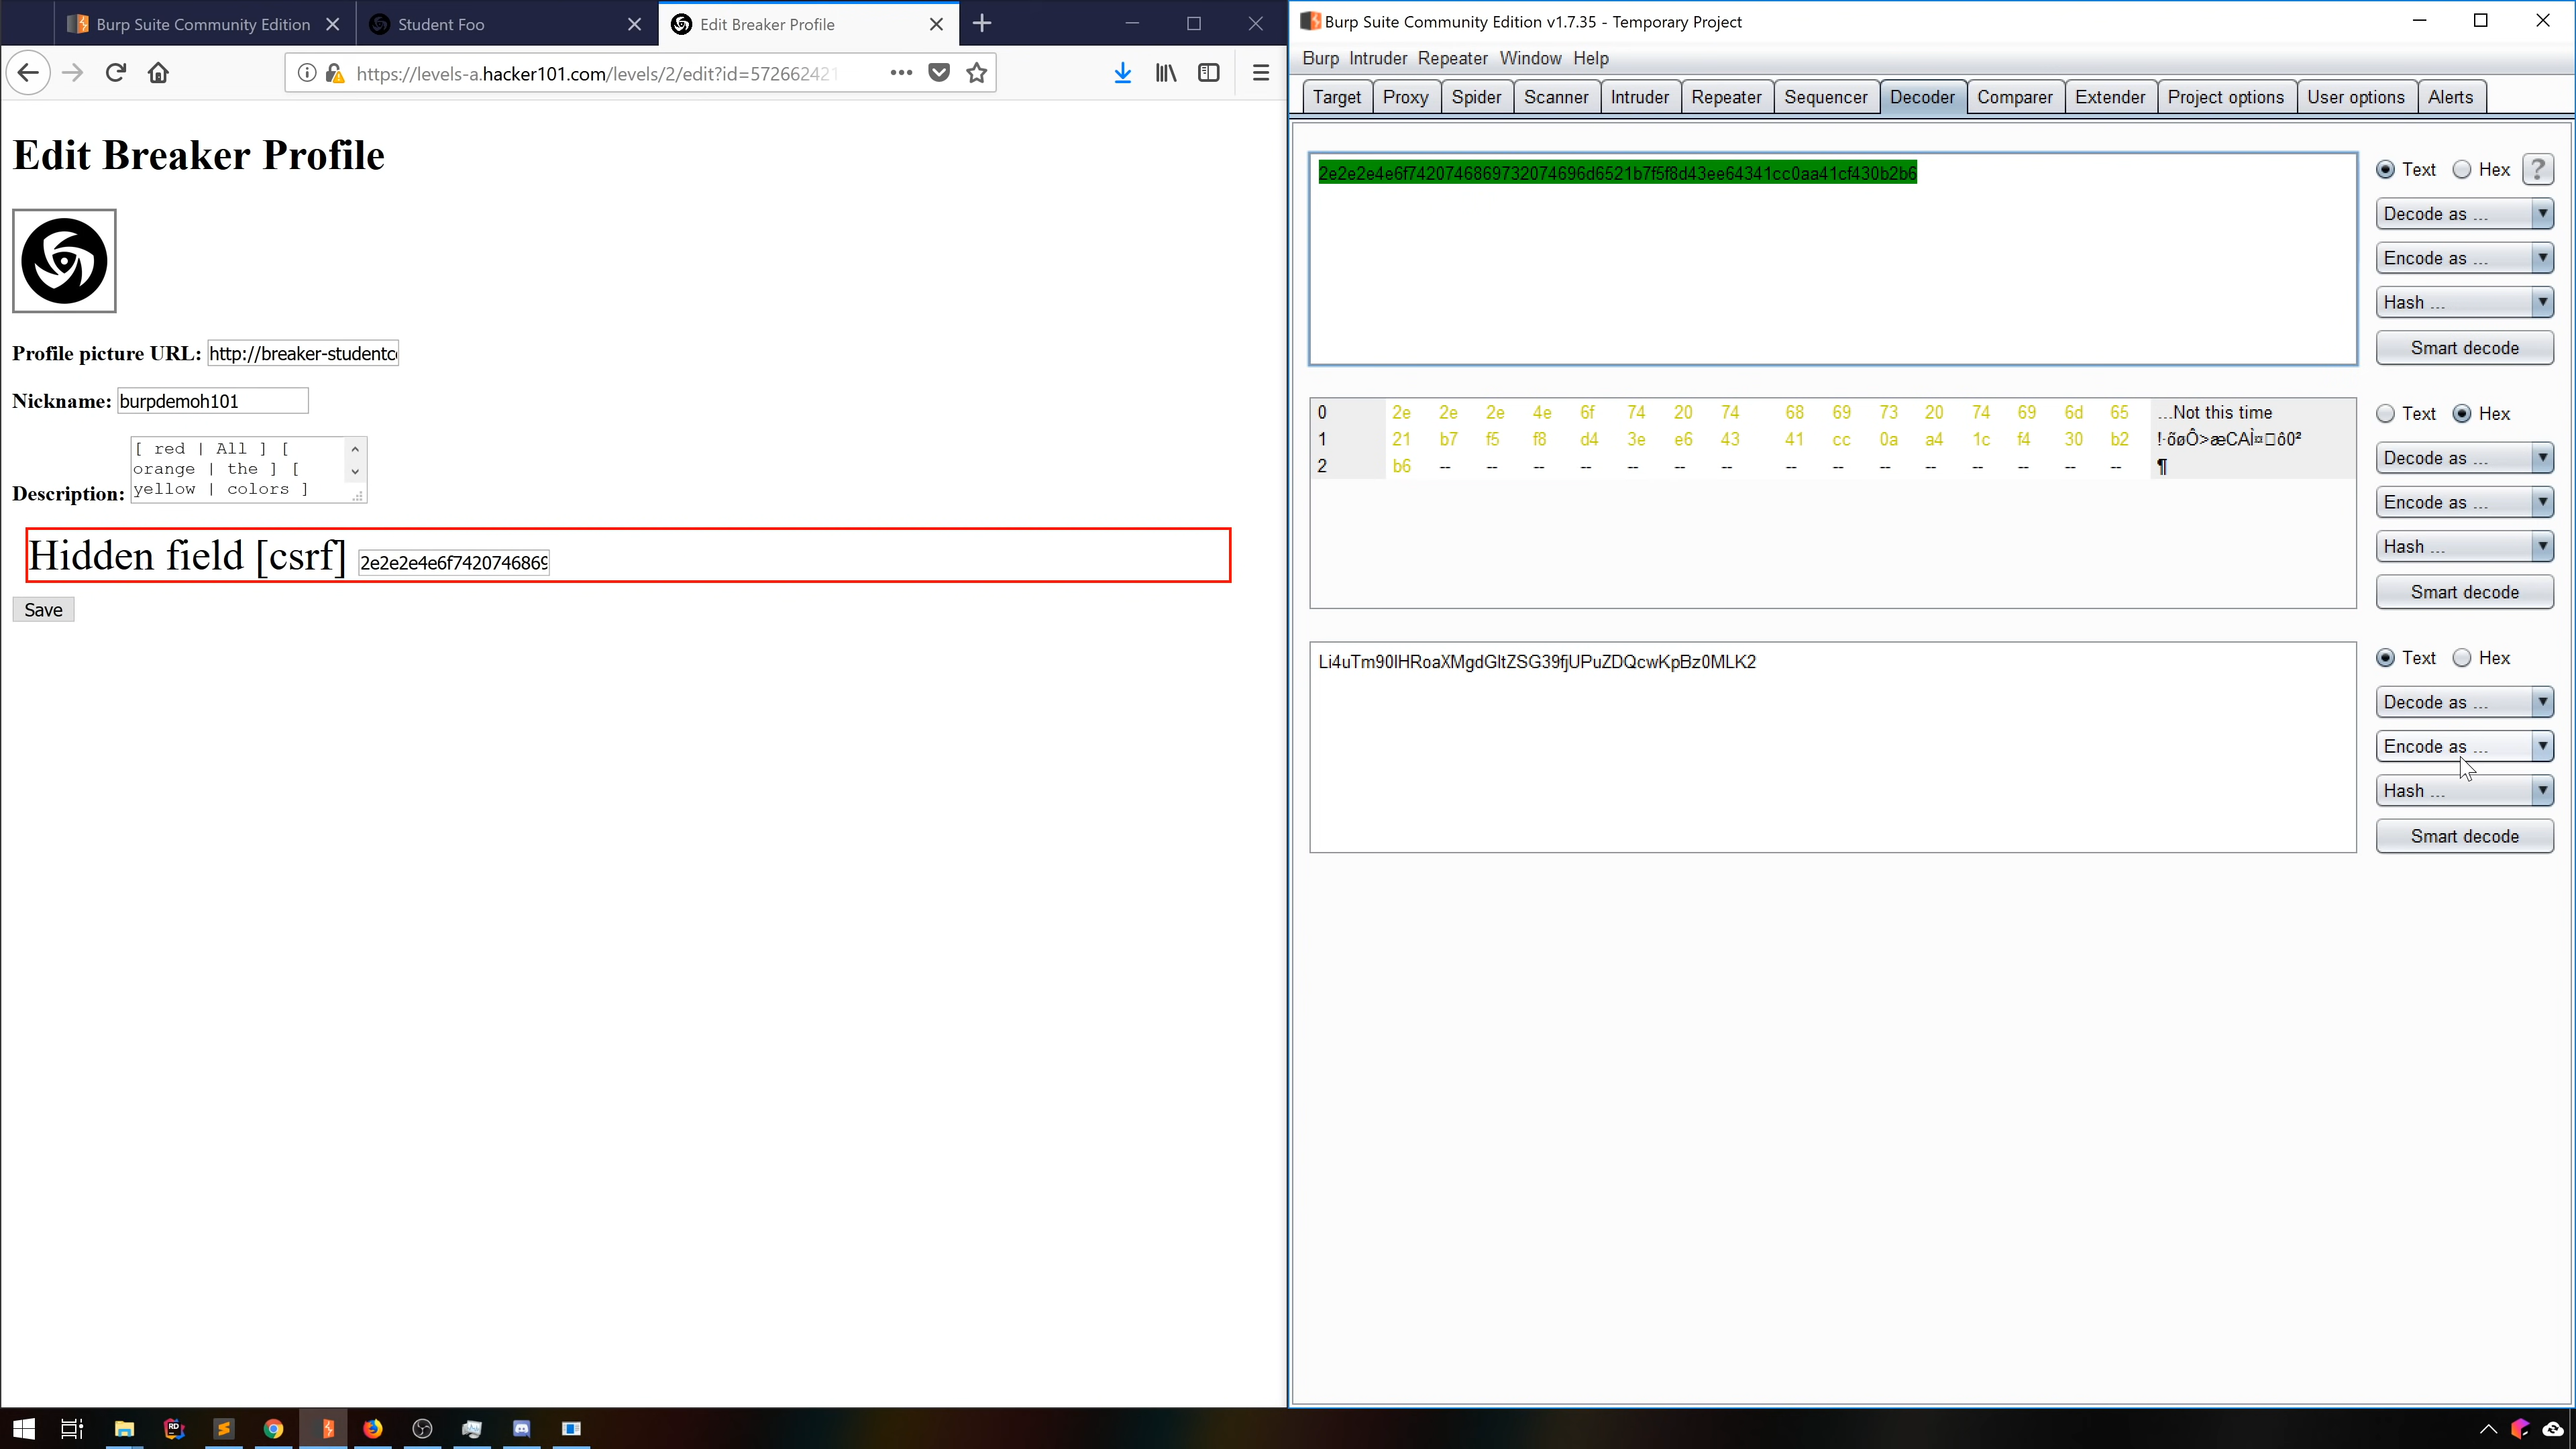 Burp Suite Community Edition
Student Foo
Edit Breaker Profile
https://levels-a.hacker101.com/levels/2/edit?id=572662421
Edit Breaker Profile
Profile picture URL: http://breaker-studentc
Nickname: burpdemoh101
[ red | All ] [
orange | the ] [
yellow | colors ]
Description:
Hidden field [csrf] 2e2e2e4e6f7420746869
Save
Burp Suite Community Edition v1.7.35 - Temporary Project
Burp Intruder Repeater Window Help
Target Proxy Spider Scanner Intruder Repeater Sequencer Decoder Comparer Extender Project options User options Alerts
2e2e2e4e6f7420746869732074696d6521b7f5f8d43ee64341cc0aa41cf430b2b6
Text Hex ?
Decode as ...
Encode as ...
Hash ...
Smart decode
0 2e 2e 2e 4e 6f 74 20 74 68 69 73 20 74 69 6d 65 ...Not this time
1 21 b7 f5 f8 d4 3e e6 43 41 cc 0a a4 1c f4 30 b2 !·õøÔ>æCAÌ¤□ô0²
2 b6 -- -- -- -- -- -- -- -- -- -- -- -- -- -- -- ¶
Text Hex
Decode as ...
Encode as ...
Hash ...
Smart decode
Li4uTm90IHRoaXMgdGltZSG39fjUPuZDQcwKpBz0MLK2
Text Hex
Decode as ...
Encode as ...
Hash ...
Smart decode
RD